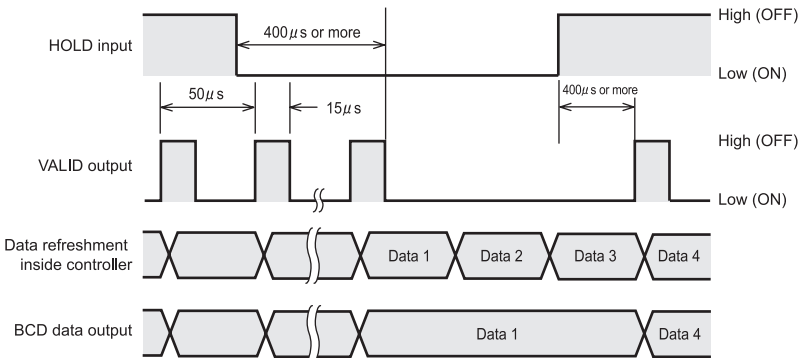 HOLD input
400μs or more
High (OFF)
Low (ON)
50μs
15μs
400μs or more
VALID output
High (OFF)
Low (ON)
Data refreshment
inside controller
Data 1
Data 2
Data 3
Data 4
BCD data output
Data 1
Data 4